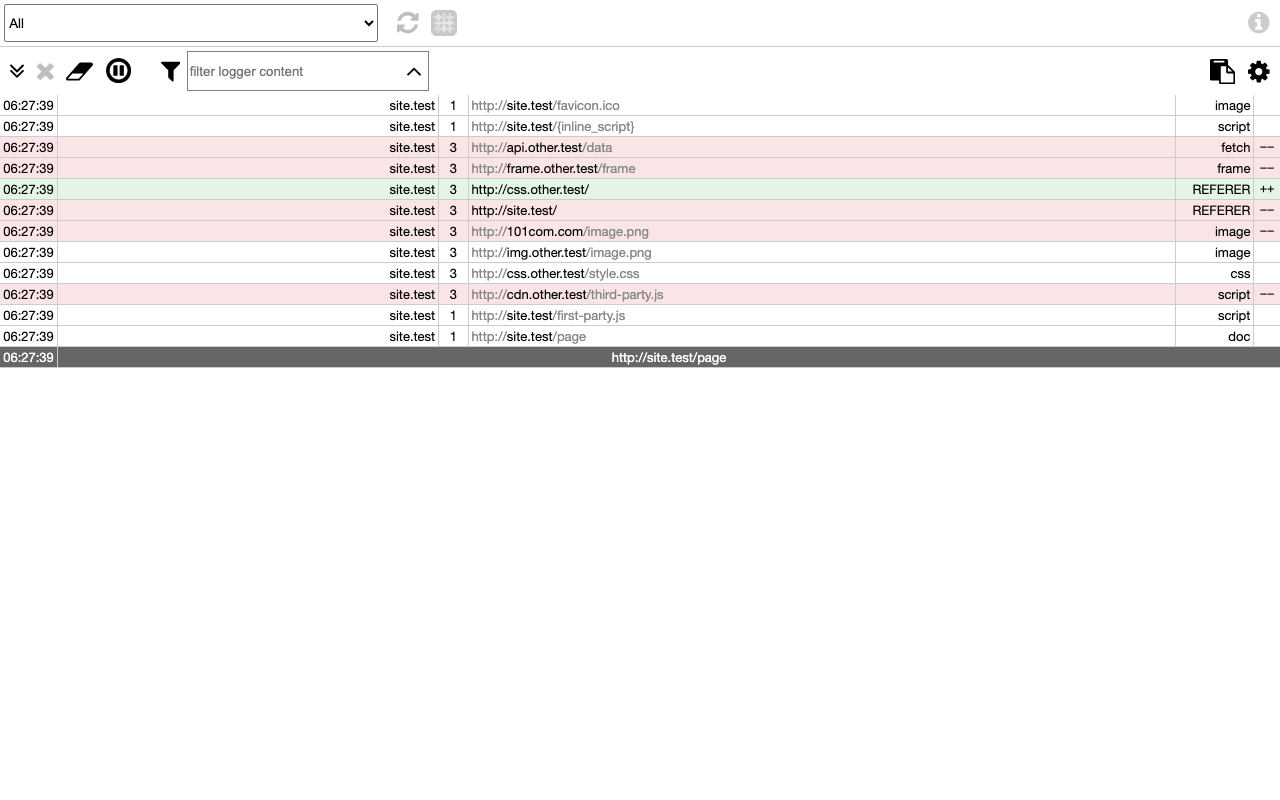 All
filter logger content
06:27:39 site.test 1 http://site.test/favicon.ico image
06:27:39 site.test 1 http://site.test/{inline_script} script
06:27:39 site.test 3 http://api.other.test/data fetch −−
06:27:39 site.test 3 http://frame.other.test/frame frame −−
06:27:39 site.test 3 http://css.other.test/ REFERER ++
06:27:39 site.test 3 http://site.test/ REFERER −−
06:27:39 site.test 3 http://101com.com/image.png image −−
06:27:39 site.test 3 http://img.other.test/image.png image
06:27:39 site.test 3 http://css.other.test/style.css css
06:27:39 site.test 3 http://cdn.other.test/third-party.js script −−
06:27:39 site.test 1 http://site.test/first-party.js script
06:27:39 site.test 1 http://site.test/page doc
06:27:39 http://site.test/page